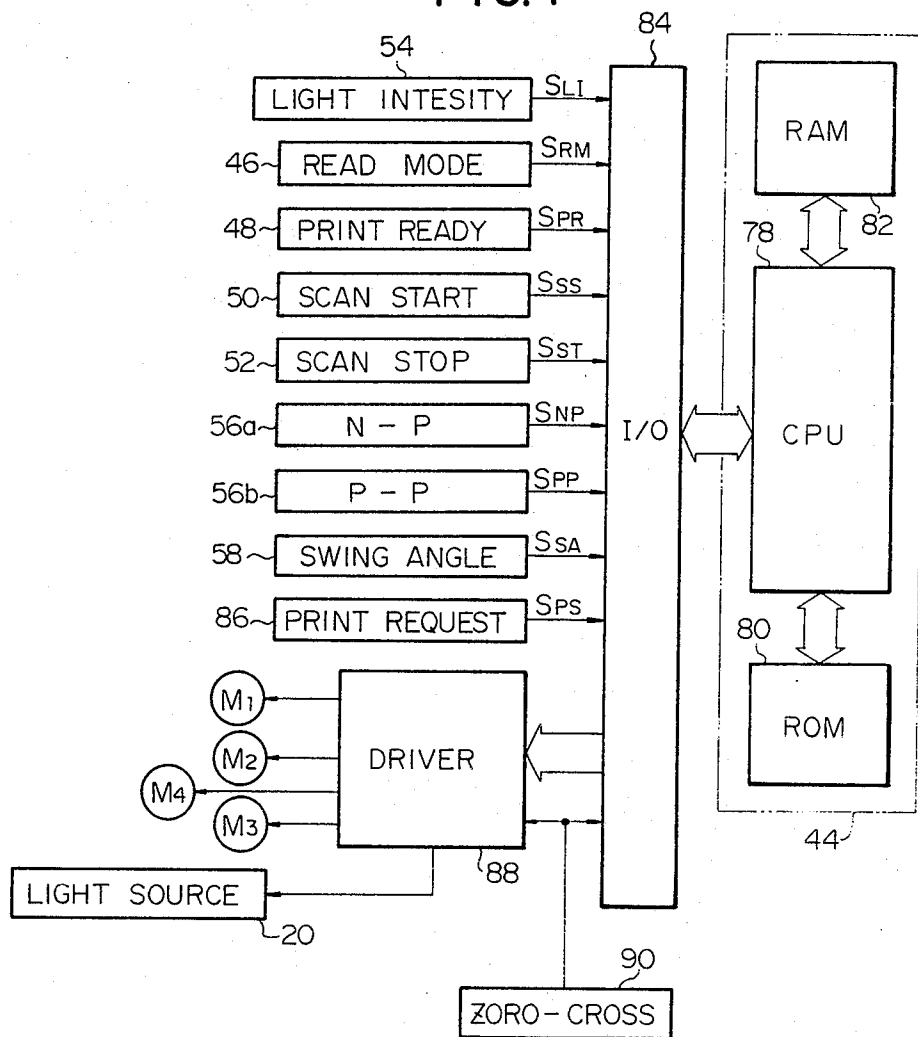 84
54
LIGHT INTESITY SLI
RAM
46 READ MODE SRM
48 PRINT READY SPR
82
78
50 SCAN START SSS
52 SCAN STOP SST
56a N - P SNP
I/O
CPU
56b P - P SPP
58 SWING ANGLE SSA
86 PRINT REQUEST SPS
80
M1
M2
DRIVER
ROM
M4
M3
44
88
LIGHT SOURCE
20
90
ZORO-CROSS